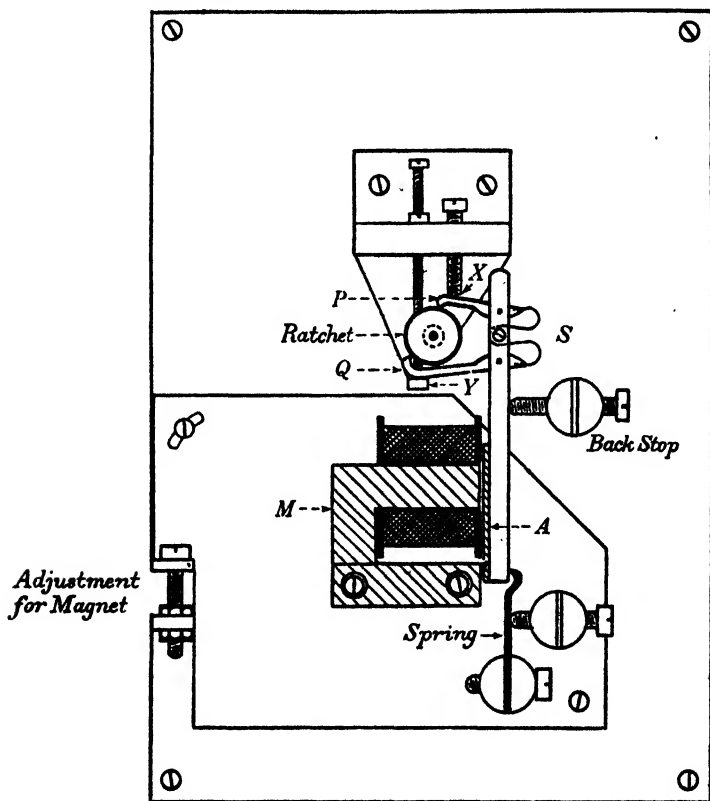 X
P
Ratchet
S
Q
Y
Back Stop
M
A
Adjustment
for Magnet
Spring